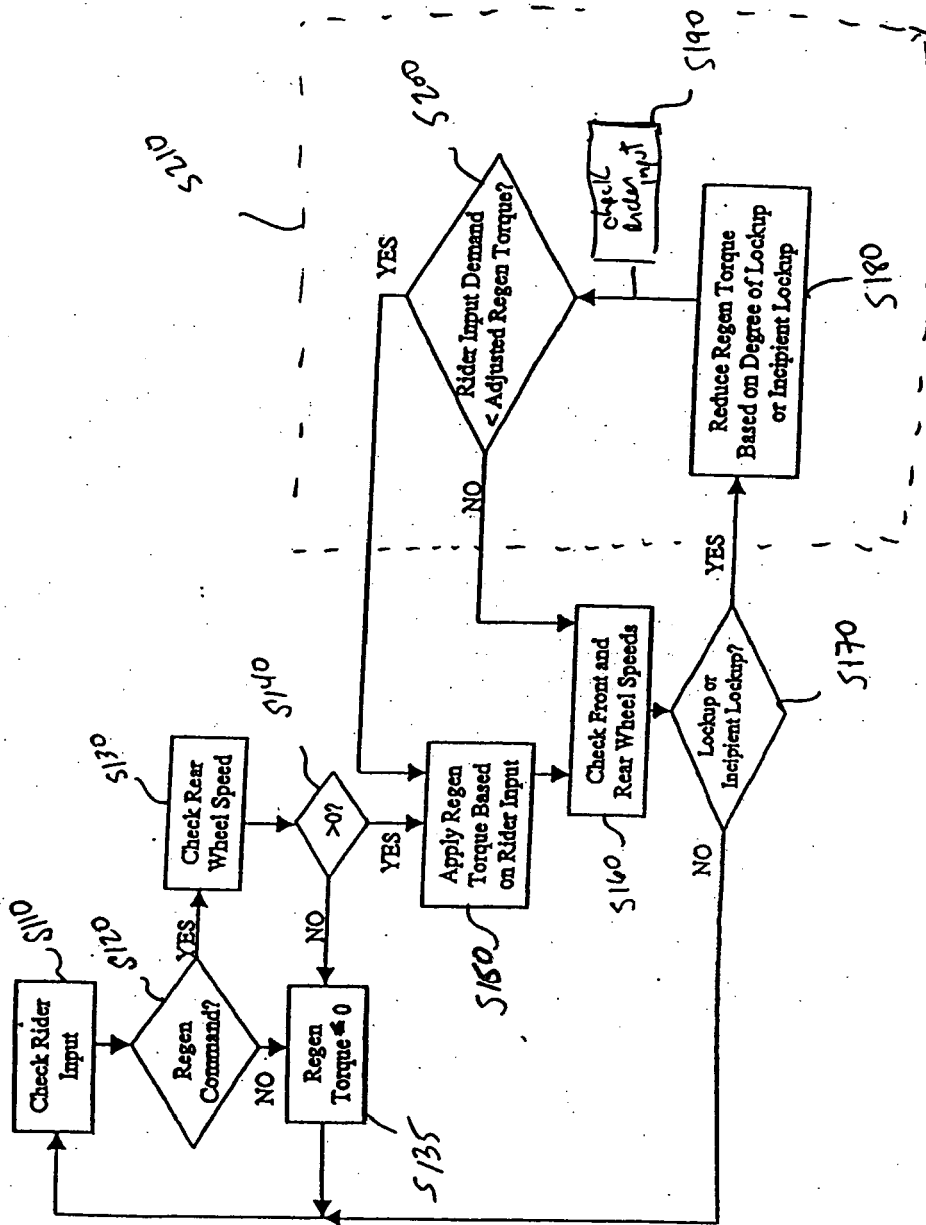 S110
Check Rider
Input
S120
Regen
Command?
YES
NO
S130
Check Rear
Wheel Speed
S140
>0?
NO
YES
Regen
Torque = 0
S135
Apply Regen
Torque Based
on Rider Input
S150
Check Front and
Rear Wheel Speeds
S160
Lockup or
Incipient Lockup?
S170
NO
YES
Reduce Regen Torque
Based on Degree of Lockup
or Incipient Lockup
S180
check
Rider
input
S190
Rider Input Demand
< Adjusted Regen Torque?
S200
YES
NO
S210